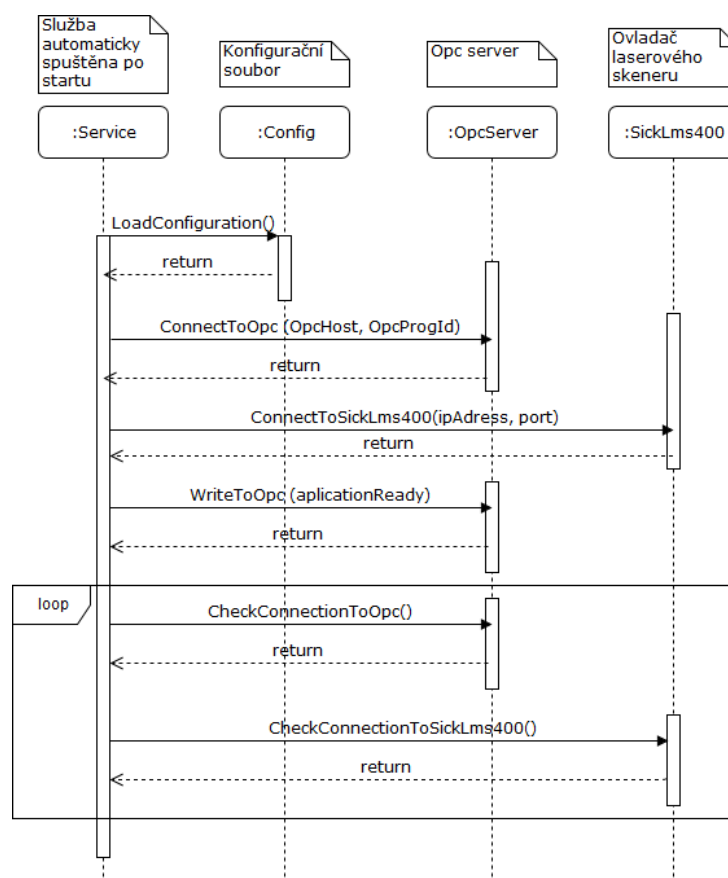 Služba
automaticky
spuštěna po
startu
Konfigurační
soubor
Opc server
Ovladač
laserového
skeneru
:Service
:Config
:OpcServer
:SickLms400
LoadConfiguration()
return
ConnectToOpc (OpcHost, OpcProgId)
return
ConnectToSickLms400(ipAdress, port)
return
WriteToOpc (aplicationReady)
return
loop
CheckConnectionToOpc()
return
CheckConnectionToSickLms400()
return